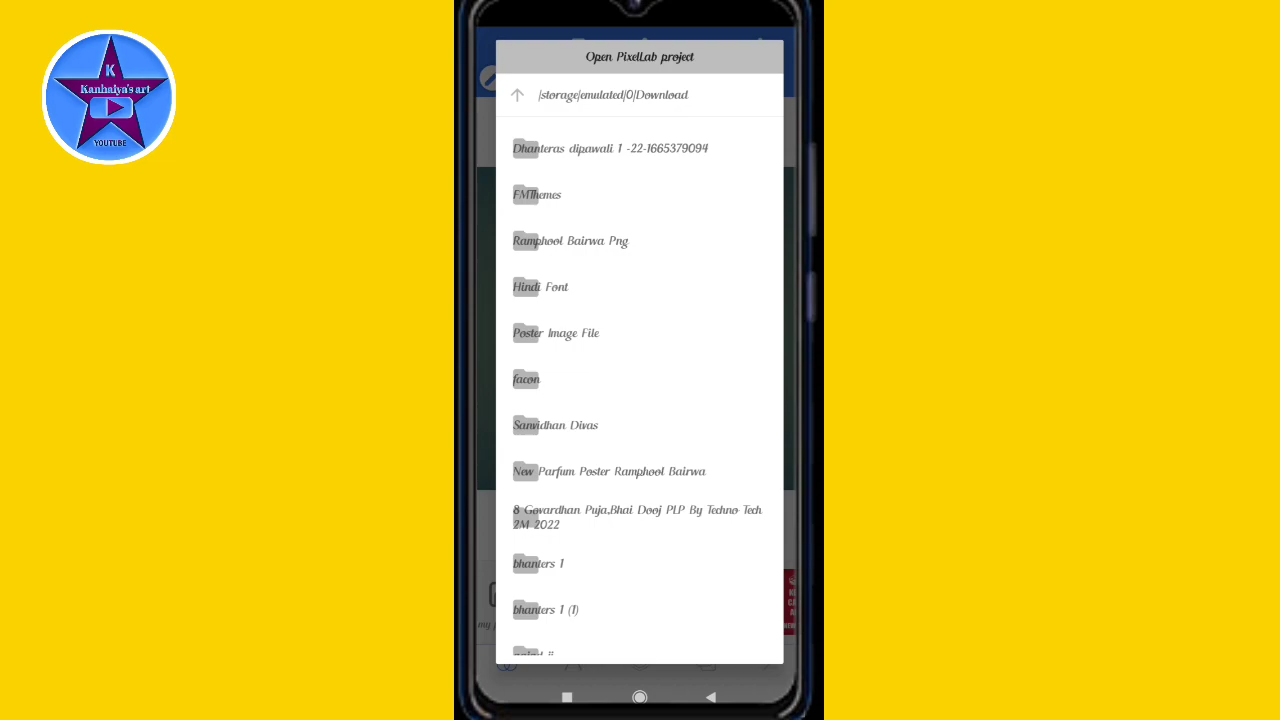 K
Kanhaiya's art
YOUTUBE
Open PixelLab project
/storage/emulated/0/Download
Dhanteras dipawali 1 -22-1665379094
FMThemes
Ramphool Bairwa Png
Hindi Font
Poster Image File
facon
Sanvidhan Divas
New Parfum Poster Ramphool Bairwa
8 Govardhan Puja,Bhai Dooj PLP By Techno Tech
2M 2022
bhanters 1
bhanters 1 (1)
my